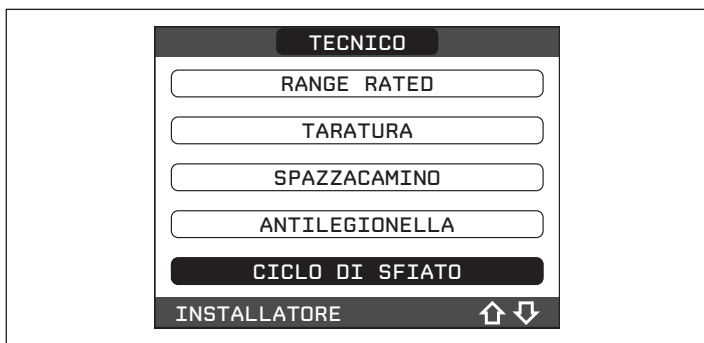 TECNICO
RANGE RATED
TARATURA
SPAZZACAMINO
ANTILEGIONELLA
CICLO DI SFIATO
INSTALLATORE